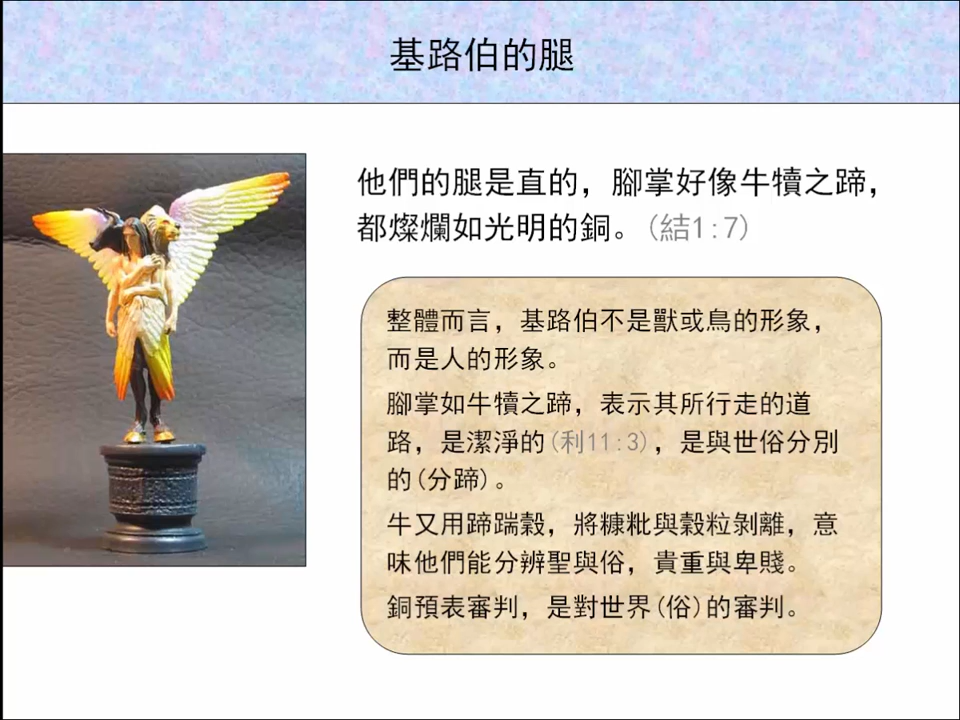 基路伯的腿
他們的腿是直的，腳掌好像牛犢之蹄，
都燦爛如光明的銅。(結1:7)
整體而言，基路伯不是獸或鳥的形象，
而是人的形象。
腳掌如牛犢之蹄，表示其所行走的道
路，是潔淨的(利11:3)，是與世俗分別
的(分蹄)。
牛又用蹄踹穀，將糠粃與穀粒剝離，意
味他們能分辨聖與俗，貴重與卑賤。
銅預表審判，是對世界(俗)的審判。